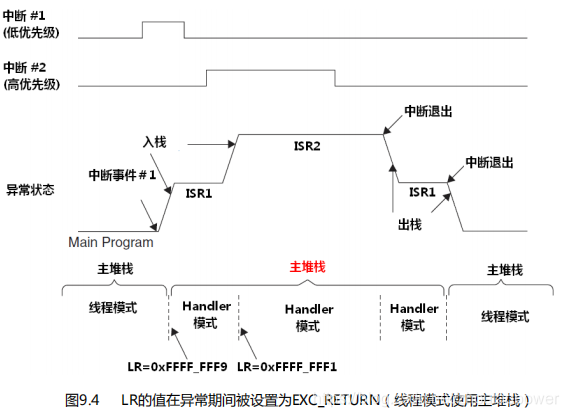 中断 #1
(低优先级)
中断 #2
(高优先级)
中断退出
入栈
ISR2
中断退出
中断事件#1
异常状态
ISR1
ISR1
出栈
Main Program
主堆栈
主堆栈
主堆栈
线程模式
Handler
模式
Handler
模式
Handler
模式
线程模式
LR=0xFFFF_FFF9
LR=0xFFFF_FFF1
图9.4 LR的值在异常期间被设置为EXC_RETURN(线程模式使用主堆栈)